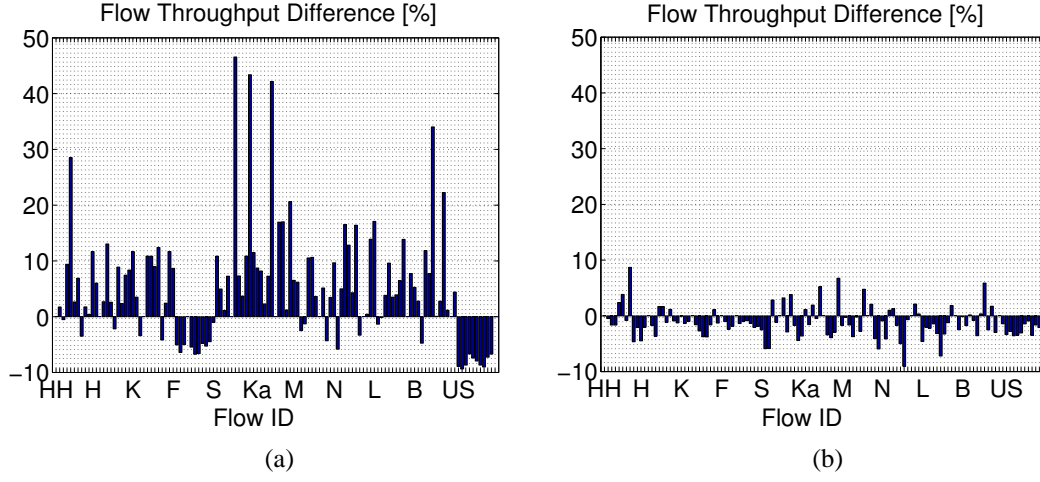 Flow Throughput Difference [%]
50
40
30
20
10
0
−10
HH H K F S Ka M N L B US
Flow ID
(a)
Flow Throughput Difference [%]
50
40
30
20
10
0
−10
HH H K F S Ka M N L B US
Flow ID
(b)